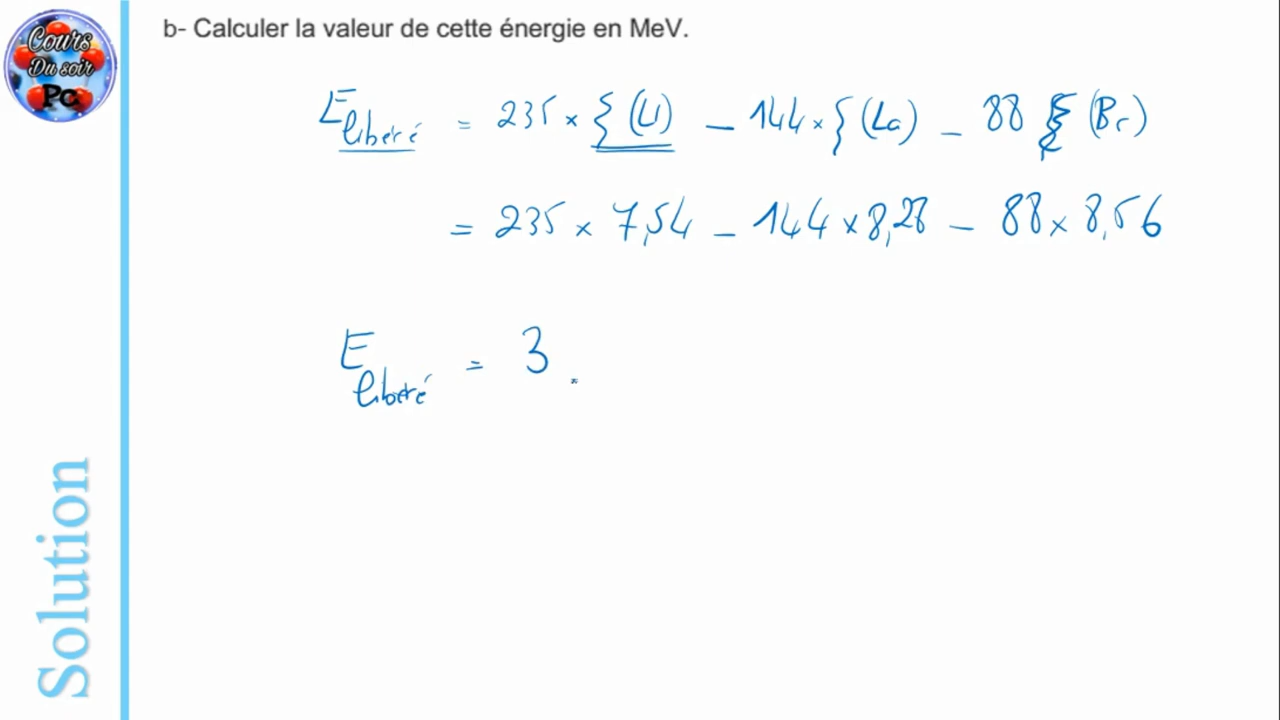 Cours
Du soir
Pc
b- Calculer la valeur de cette énergie en MeV.
E libéré = 235 × ξ (U) – 144 × ξ (La) – 88 ξ (Br)
= 235 × 7,54 – 144 × 8,28 – 88 × 8,56
E libéré = 3
Solution